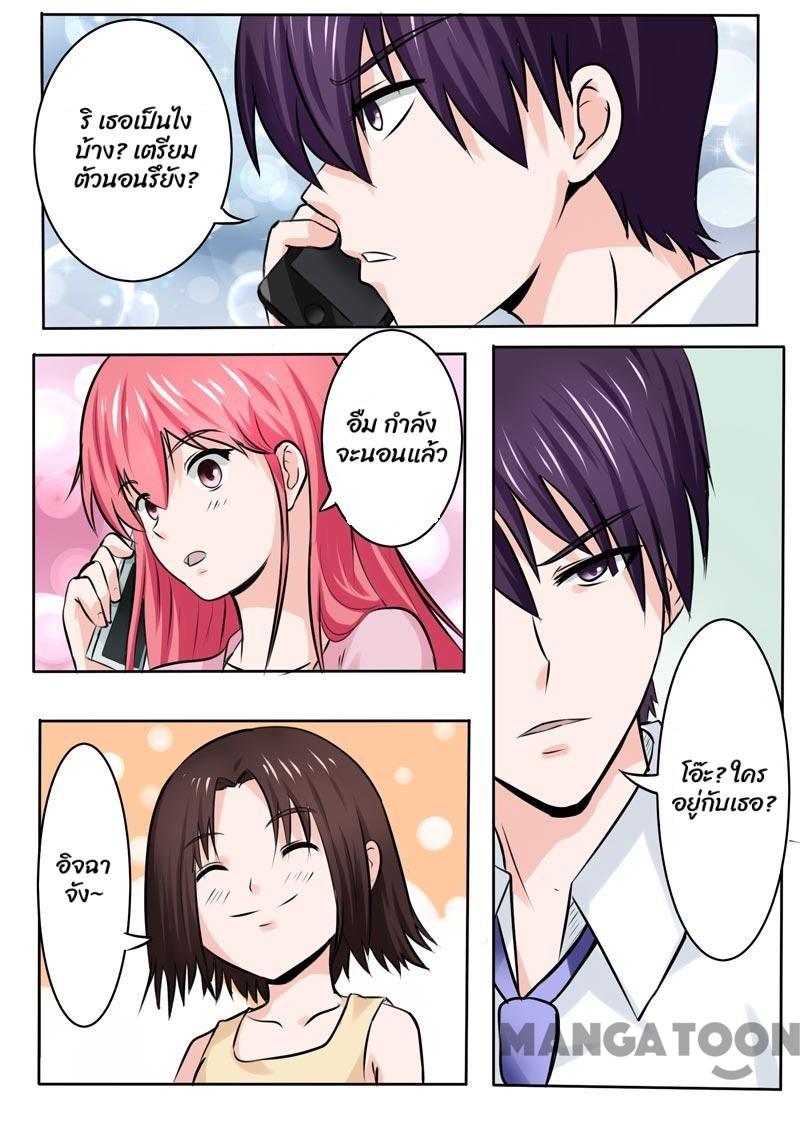 ริ เธอเป็นไง
บ้าง? เตรียม
ตัวนอนรึยัง?
อืม กำลัง
จะนอนแล้ว
อิจฉา
จัง~
โอ๊ะ? ใคร
อยู่กับเธอ?
MANGATOON